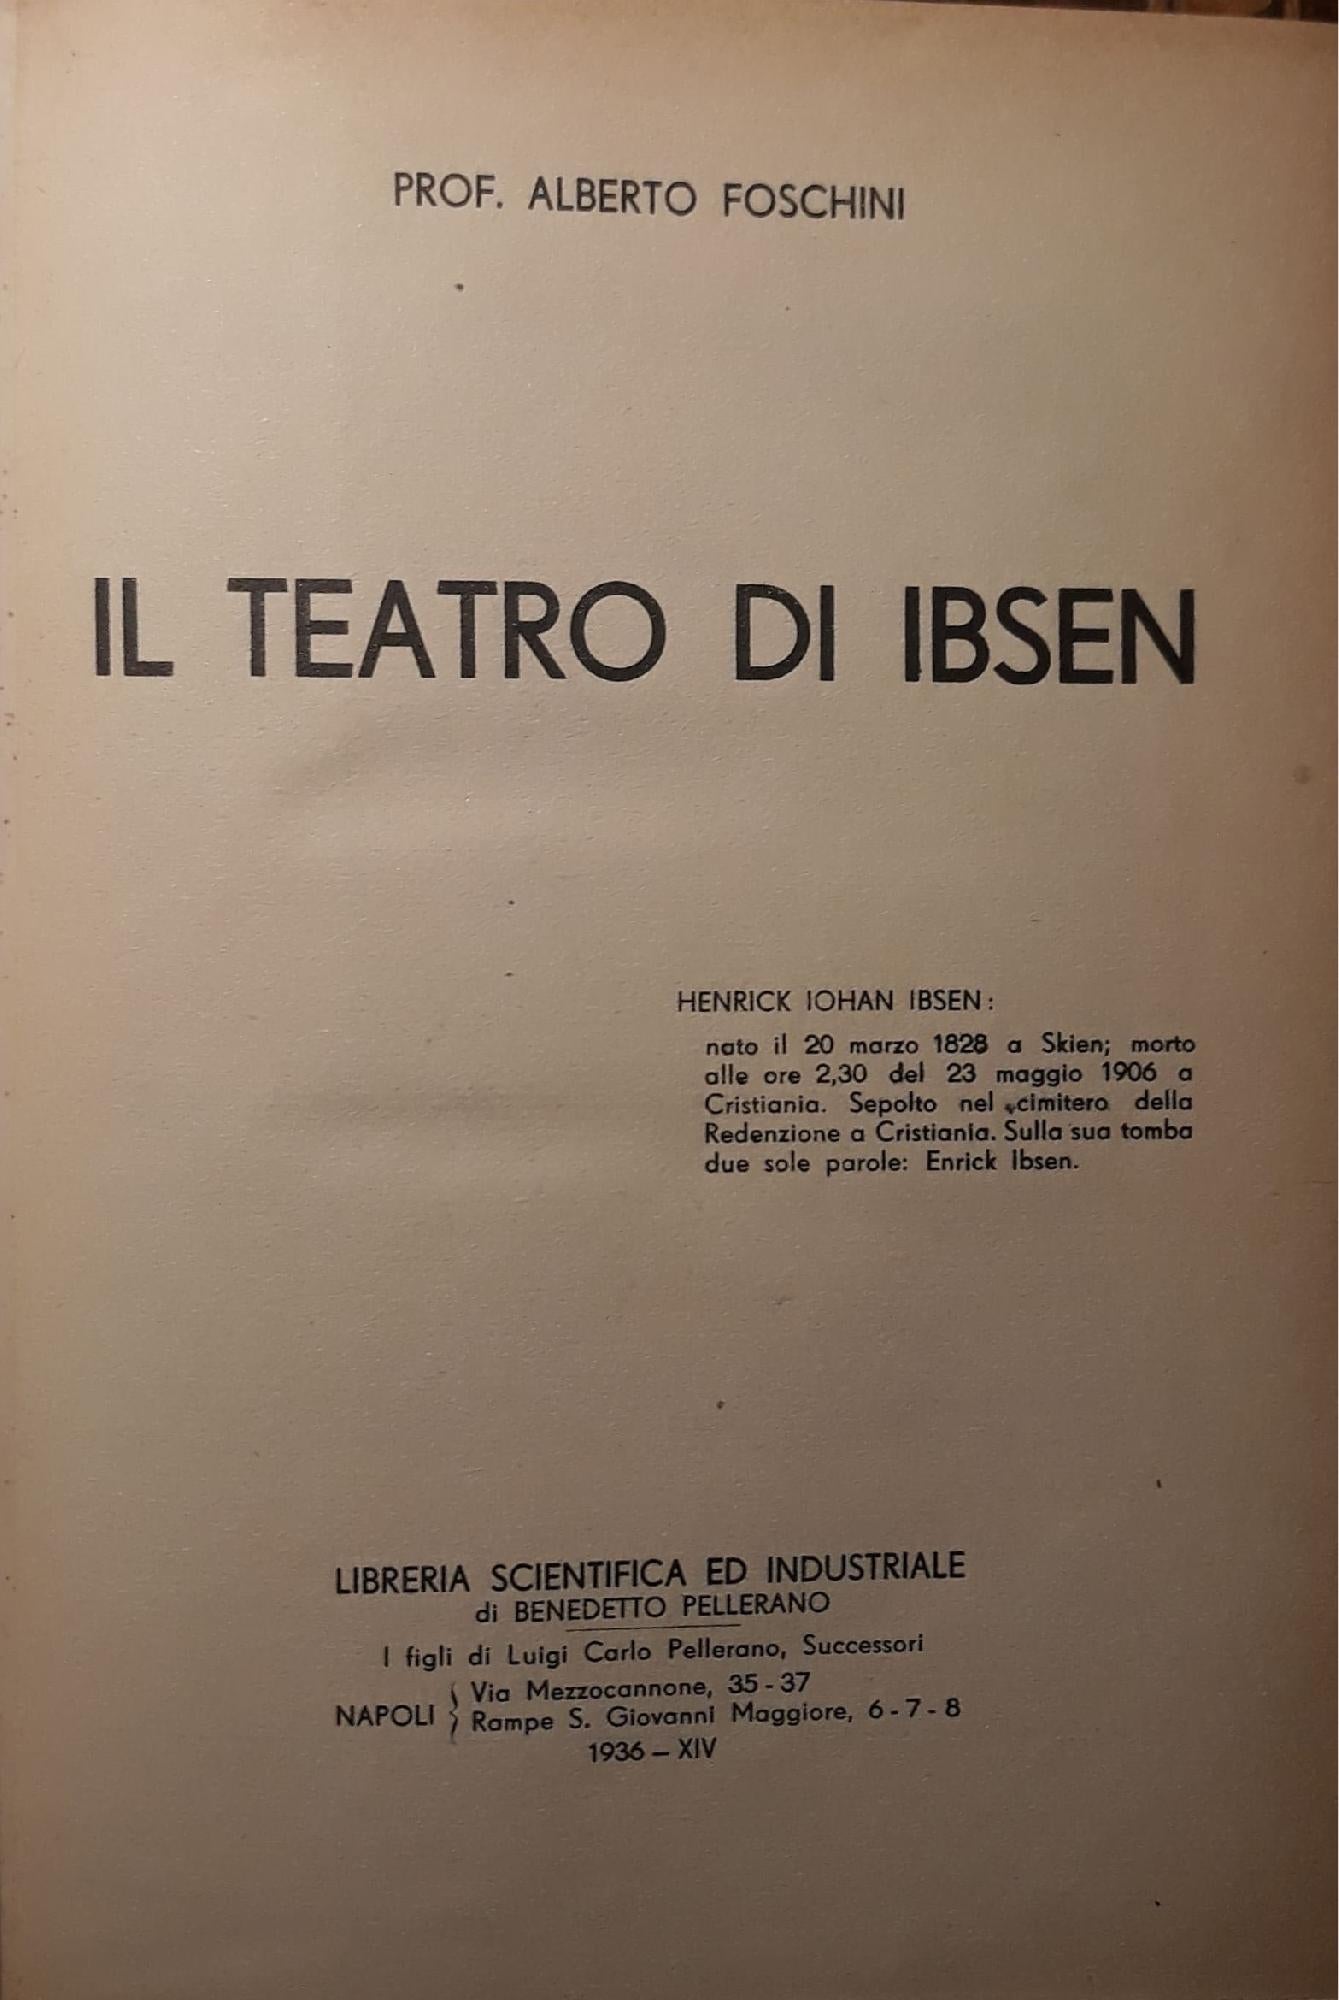 PROF. ALBERTO FOSCHINI
IL TEATRO DI IBSEN
HENRICK IOHAN IBSEN:
nato il 20 marzo 1828 a Skien; morto
alle ore 2,30 del 23 maggio 1906 a
Cristiania. Sepolto nel cimitero della
Redenzione a Cristiania. Sulla sua tomba
due sole parole: Enrick Ibsen.
LIBRERIA SCIENTIFICA ED INDUSTRIALE
di BENEDETTO PELLERANO
I figli di Luigi Carlo Pellerano, Successori
NAPOLI { Via Mezzocannone, 35-37
Rampe S. Giovanni Maggiore, 6-7-8
1936 — XIV